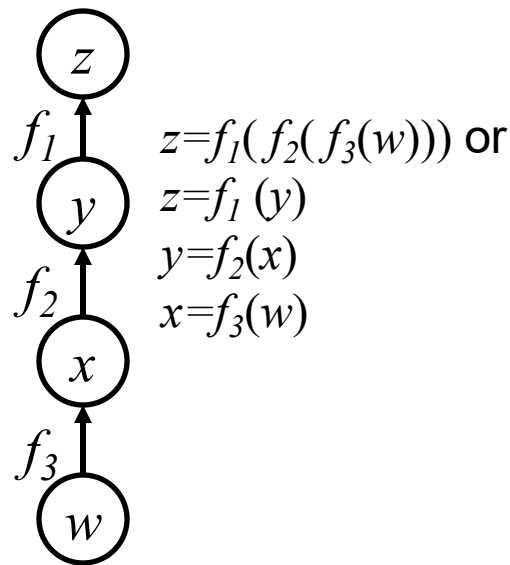 z
f₁
z=f₁( f₂( f₃(w))) or
y
z=f₁ (y)
y=f₂(x)
f₂
x=f₃(w)
x
f₃
w